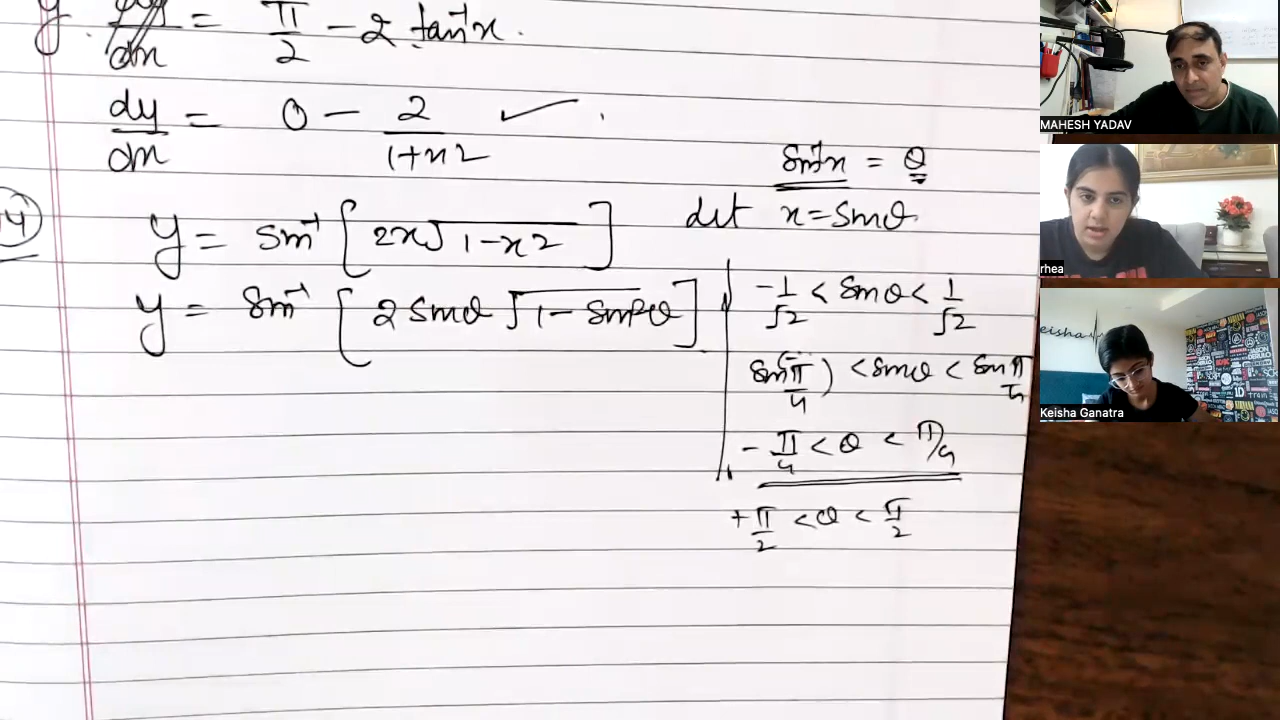 y. dy/dx = π/2 - 2 tan⁻¹x.
dy/dx = 0 - 2/(1+x2) ✓ .
14) y = sin⁻¹ [ 2x√(1-x2) ]
y = sin⁻¹ [ 2 sinθ √(1 - sin2θ) ]
sin⁻¹x = θ
let x = sinθ
-1/√2 < sinθ < 1/√2
sin(-π/4) < sinθ < sin π/4
-π/4 < θ < π/4
+π/2 < θ < π/2
MAHESH YADAV
rhea
eisha
Keisha Ganatra